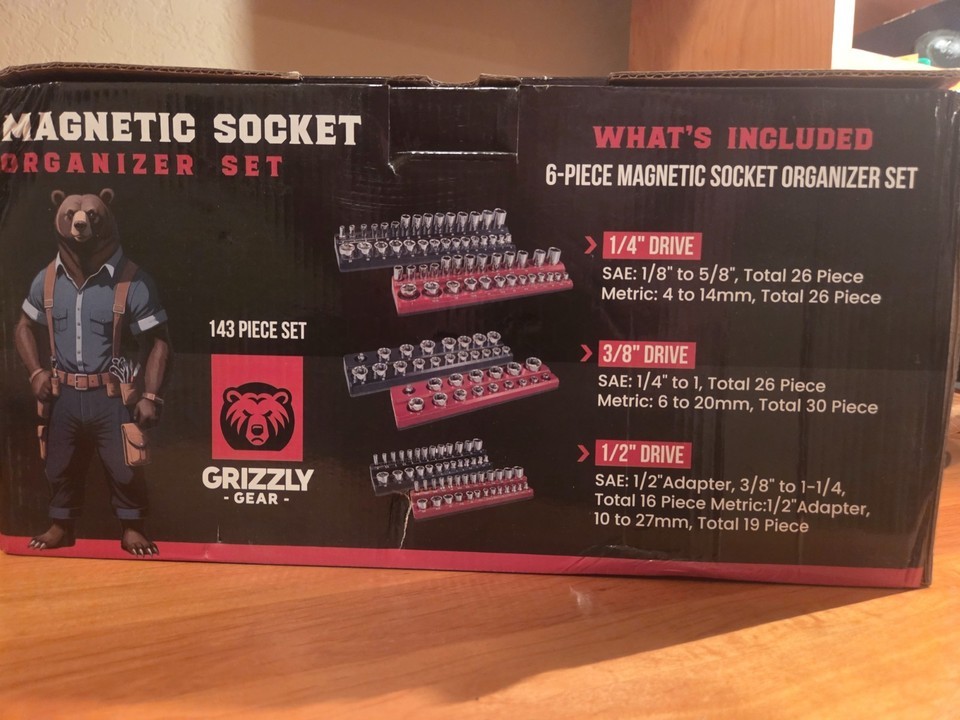 MAGNETIC SOCKET
ORGANIZER SET
143 PIECE SET
GRIZZLY
- GEAR -
WHAT'S INCLUDED
6-PIECE MAGNETIC SOCKET ORGANIZER SET
1/4" DRIVE
SAE: 1/8" to 5/8", Total 26 Piece
Metric: 4 to 14mm, Total 26 Piece
3/8" DRIVE
SAE: 1/4" to 1, Total 26 Piece
Metric: 6 to 20mm, Total 30 Piece
1/2" DRIVE
SAE: 1/2"Adapter, 3/8" to 1-1/4,
Total 16 Piece Metric:1/2"Adapter,
10 to 27mm, Total 19 Piece